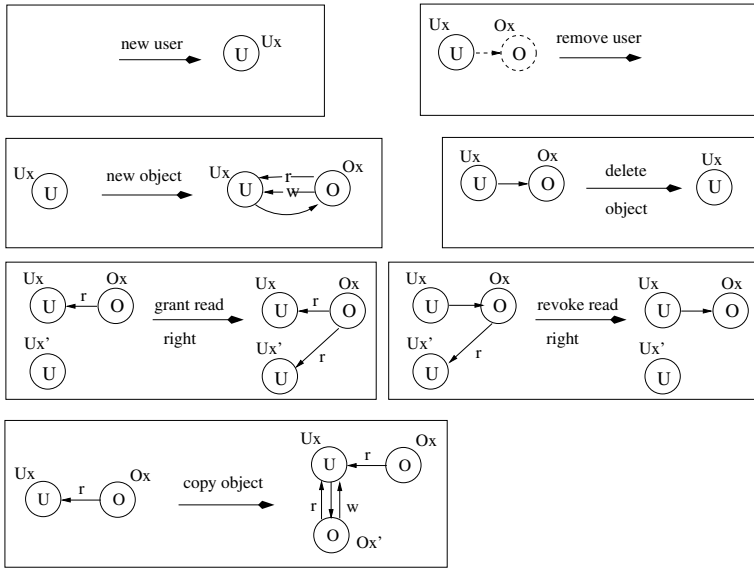 new user
U
Ux
Ux
U
Ox
O
remove user
Ux
U
new object
Ux
U
r
w
O
Ox
Ux
U
Ox
O
delete
object
Ux
U
Ux
U
r
Ox
O
Ux'
U
grant read
right
Ux
U
r
Ox
O
Ux'
U
r
Ux
U
Ox
O
Ux'
U
r
revoke read
right
Ux
U
Ox
O
Ux'
U
Ux
U
r
Ox
O
copy object
Ux
U
r
Ox
O
r
w
O
Ox'